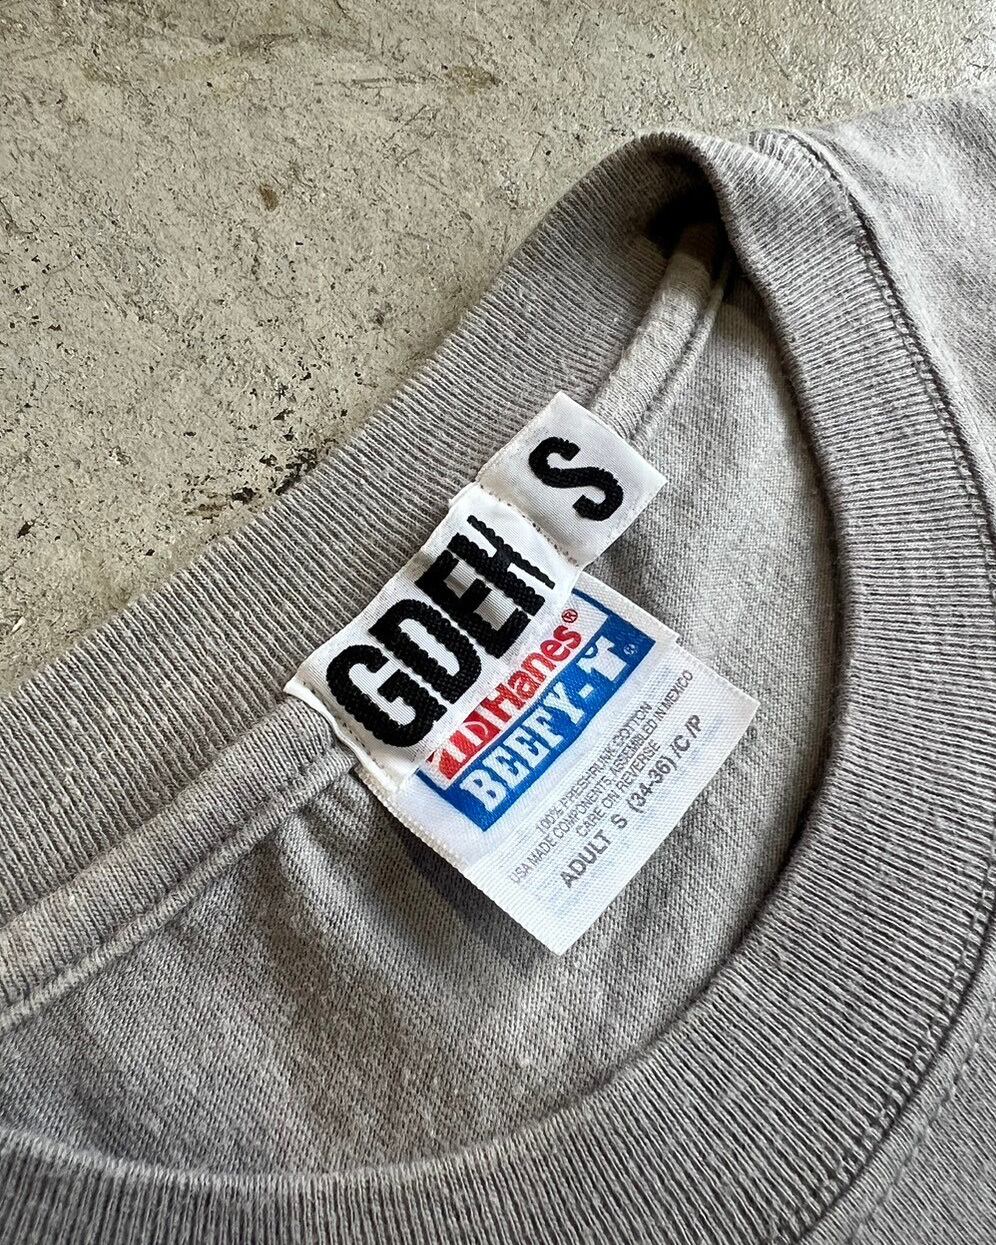 S
GDEH
Hanes®
BEEFY-T®
100% PRESHRUNK COTTON
USA MADE COMPONENTS ASSEMBLED IN MEXICO
CARE ON REVERSE
ADULT S (34-36) /C /P